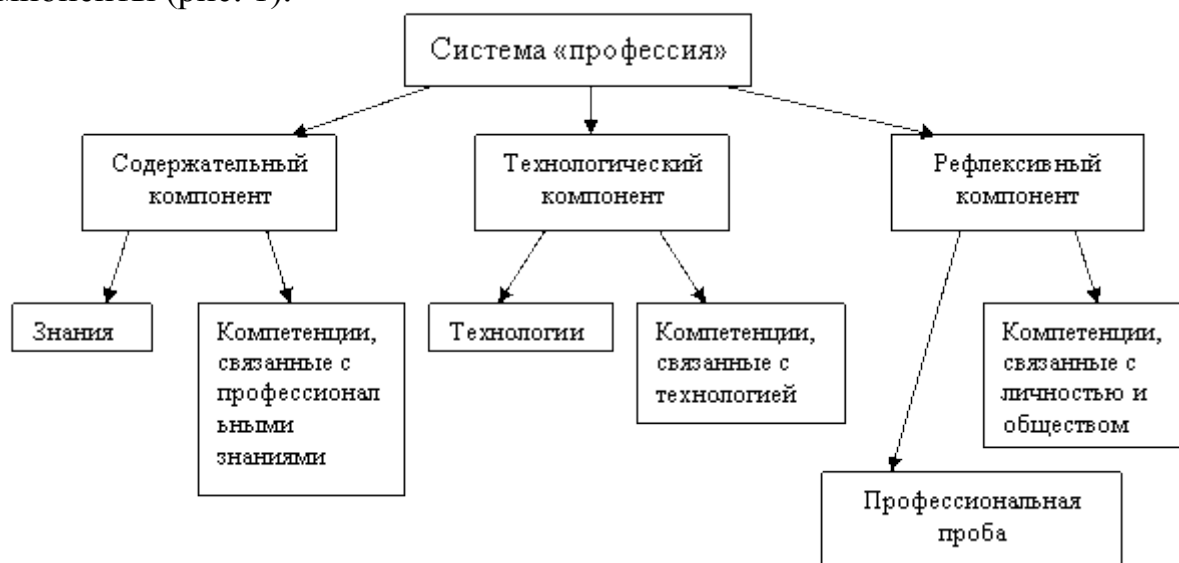 мпоненты (рис. 1).
Система «профессия»
Содержательный
компонент
Технологический
компонент
Рефлексивный
компонент
Знания
Компетенции,
связанные с
профессионал
ьными
знаниями
Технологии
Компетенции,
связанные с
технологией
Компетенции,
связанные с
личностью и
обществом
Профессиональная
проба